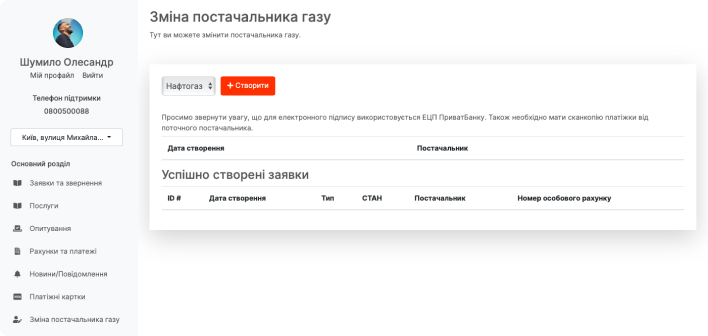 Шумило Олесандр
Мій профайл Вийти
Телефон підтримки
0800500088
Київ, вулиця Михайла...
Основний розділ
Заявки та звернення
Послуги
Опитування
Рахунки та платежі
Новини/Повідомлення
Платіжні картки
Зміна постачальника газу
Зміна постачальника газу
Тут ви можете змінити постачальника газу.
Нафтогаз + Створити
Просимо звернути увагу, що для електронного підпису використовується ЕЦП ПриватБанку. Також необхідно мати сканкопію платіжки від
поточного постачальника.
Дата створення Постачальник
Успішно створені заявки
ID # Дата створення Тип СТАН Постачальник Номер особового рахунку